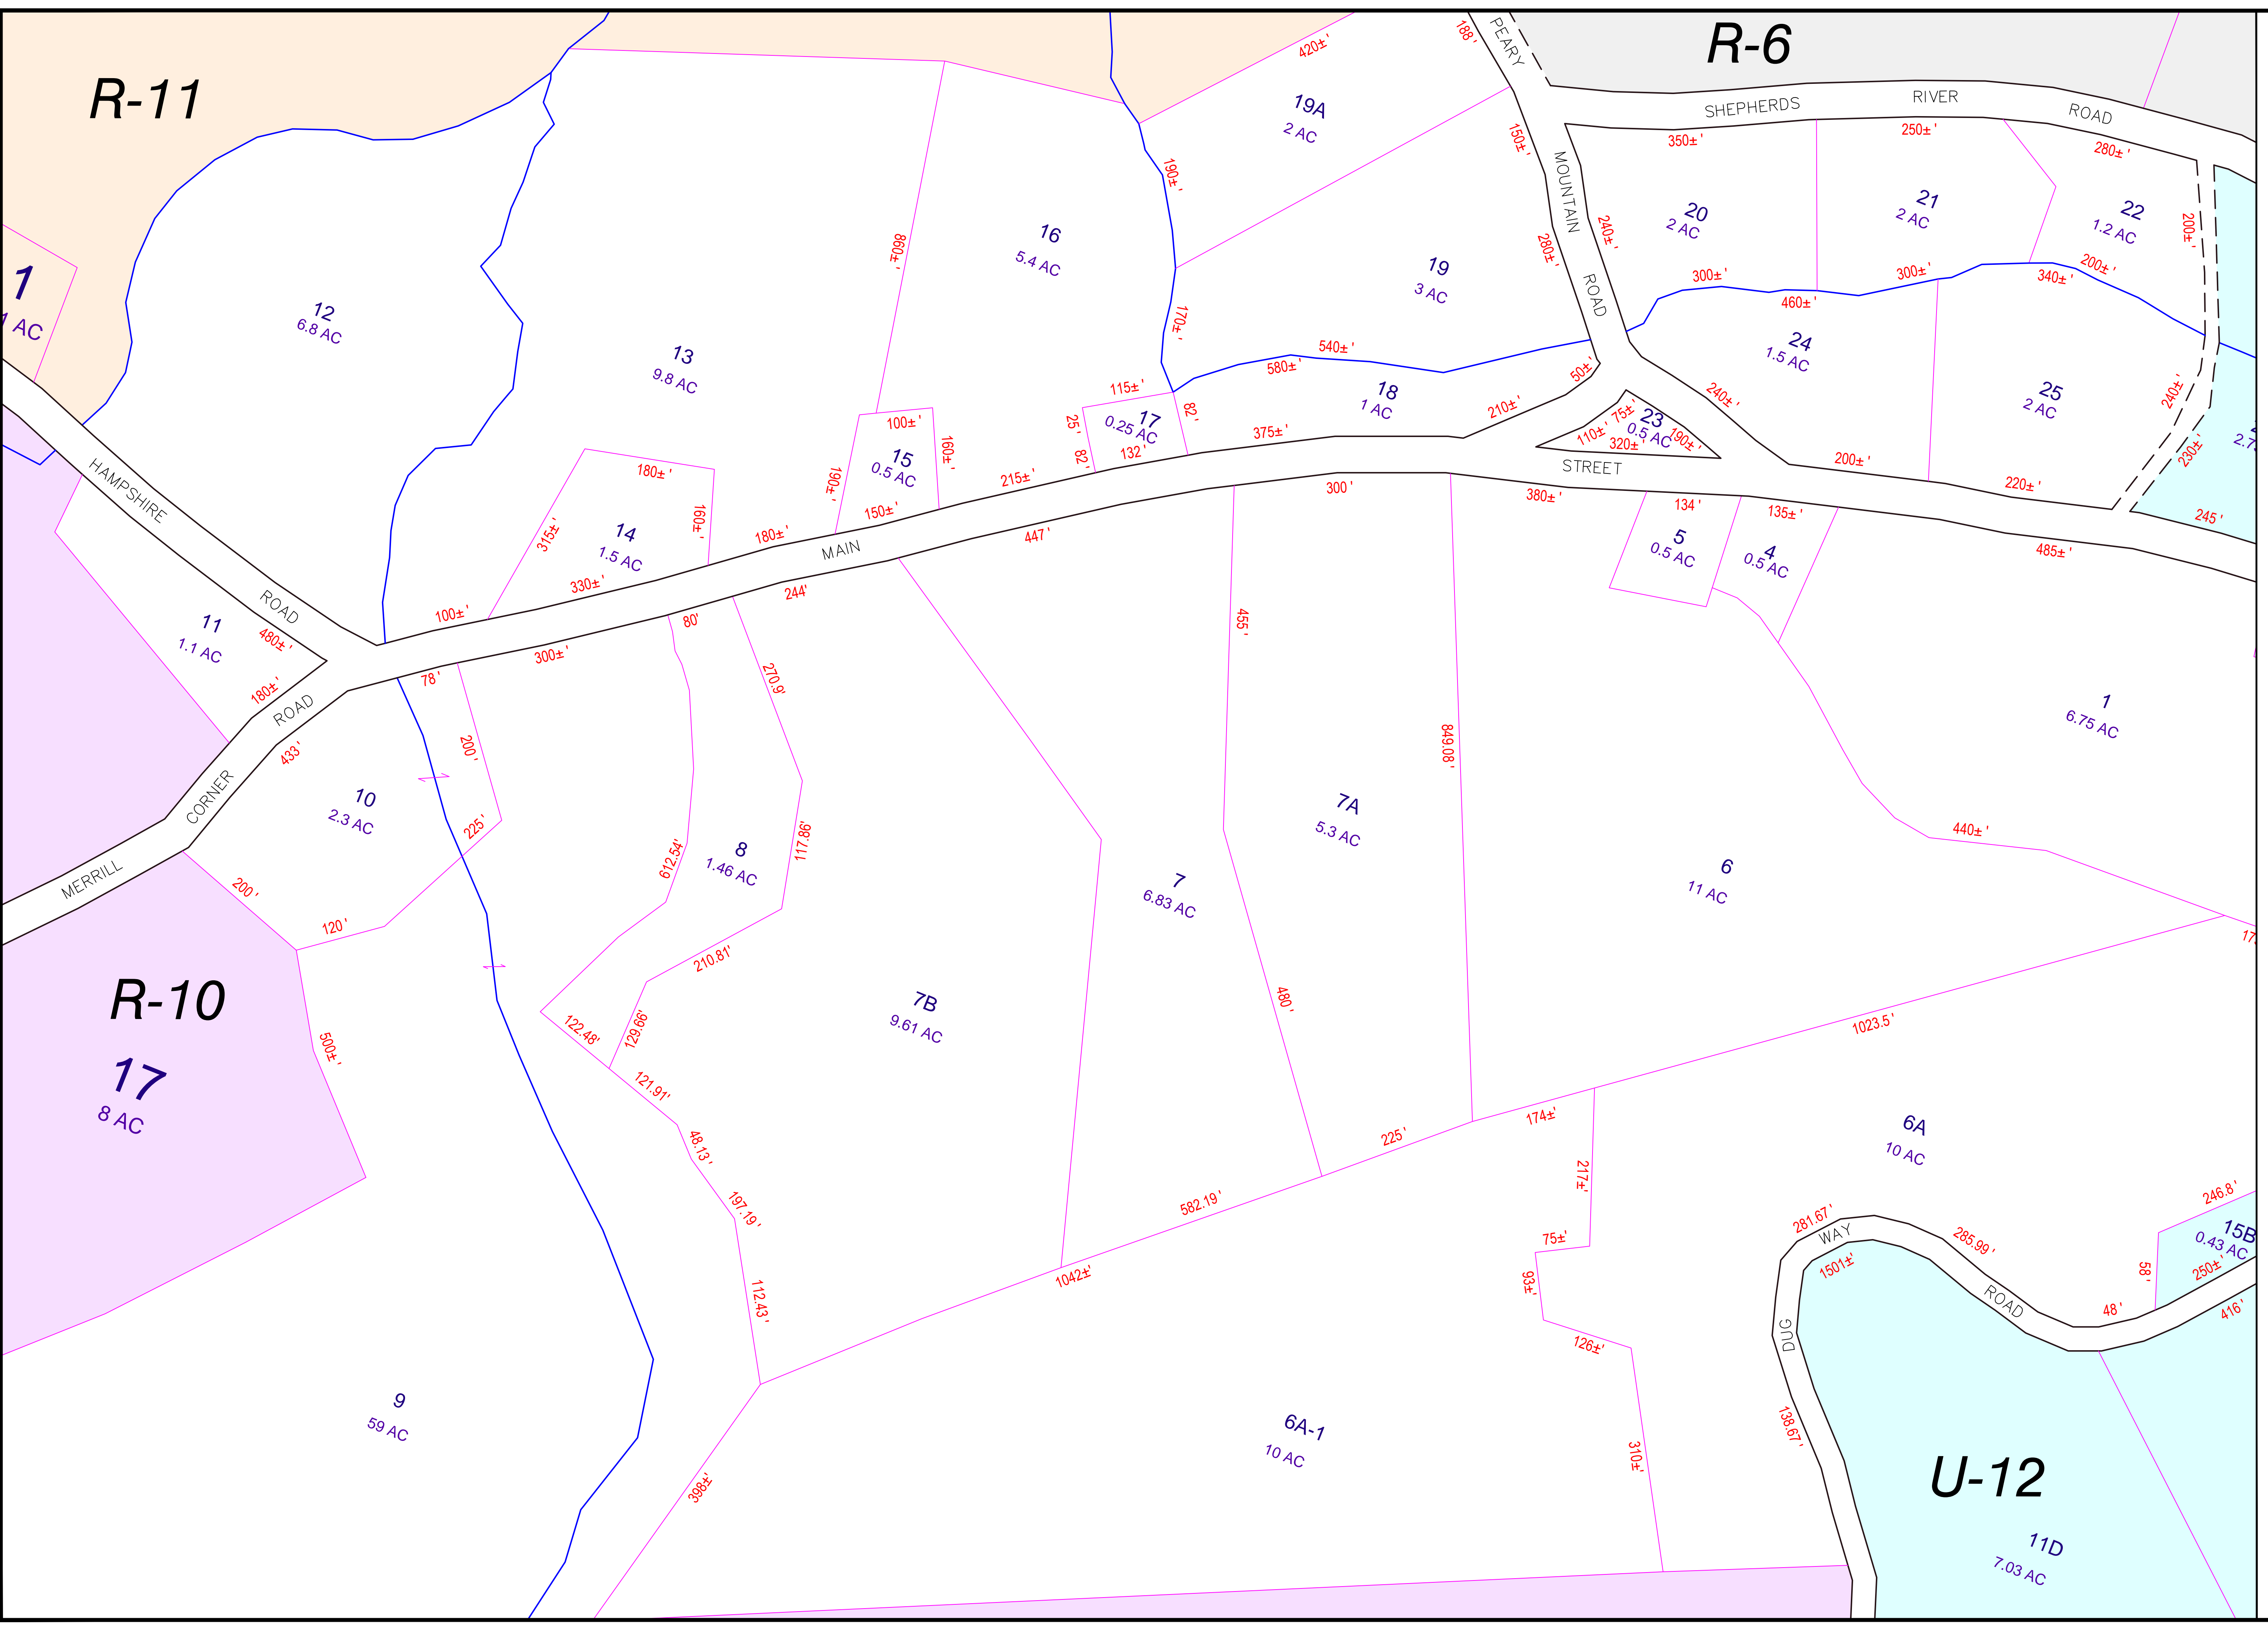 R-11
R-6
PEARY
MOUNTAIN
ROAD
SHEPHERDS
RIVER
ROAD
188 '
420± '
19A
2 AC
150± '
350± '
250± '
280± '
190± '
860± '
16
5.4 AC
19
3 AC
280± '
240± '
20
2 AC
21
2 AC
22
1.2 AC
200± '
1
12
6.8 AC
13
9.8 AC
170± '
540± '
580± '
18
1 AC
50± '
300± '
460± '
300± '
340± '
200± '
24
1.5 AC
25
2 AC
240± '
230± '
115± '
25 '
17
0.25 AC
82 '
82 '
132 '
375± '
210± '
110± '
75± '
23
0.5 AC
190± '
320± '
240± '
200± '
220± '
245 '
100± '
15
0.5 AC
160± '
190± '
150± '
215± '
180± '
14
1.5 AC
160± '
315± '
180± '
330± '
100± '
HAMPSHIRE
ROAD
MAIN
STREET
300 '
380± '
447 '
244'
80'
300± '
78 '
134 '
135± '
485± '
5
0.5 AC
4
0.5 AC
11
1.1 AC
480± '
180± '
MERRILL
CORNER
ROAD
433 '
200 '
225 '
10
2.3 AC
200 '
120 '
270.9'
117.86'
612.54'
8
1.46 AC
210.81'
129.66'
122.48'
455 '
7A
5.3 AC
849.08 '
1
6.75 AC
440± '
6
11 AC
7
6.83 AC
480 '
7B
9.61 AC
R-10
17
8 AC
500± '
121.91'
48.13 '
197.19'
112.43 '
582.19 '
1042±'
225 '
174±'
1023.5 '
217±'
75±'
93±'
126±'
310±'
6A
10 AC
246.8 '
15B
0.43 AC
58 '
250± '
48 '
416'
281.67 '
285.99'
1501±'
138.67 '
DUG
WAY
ROAD
9
59 AC
398±'
6A-1
10 AC
U-12
11D
7.03 AC